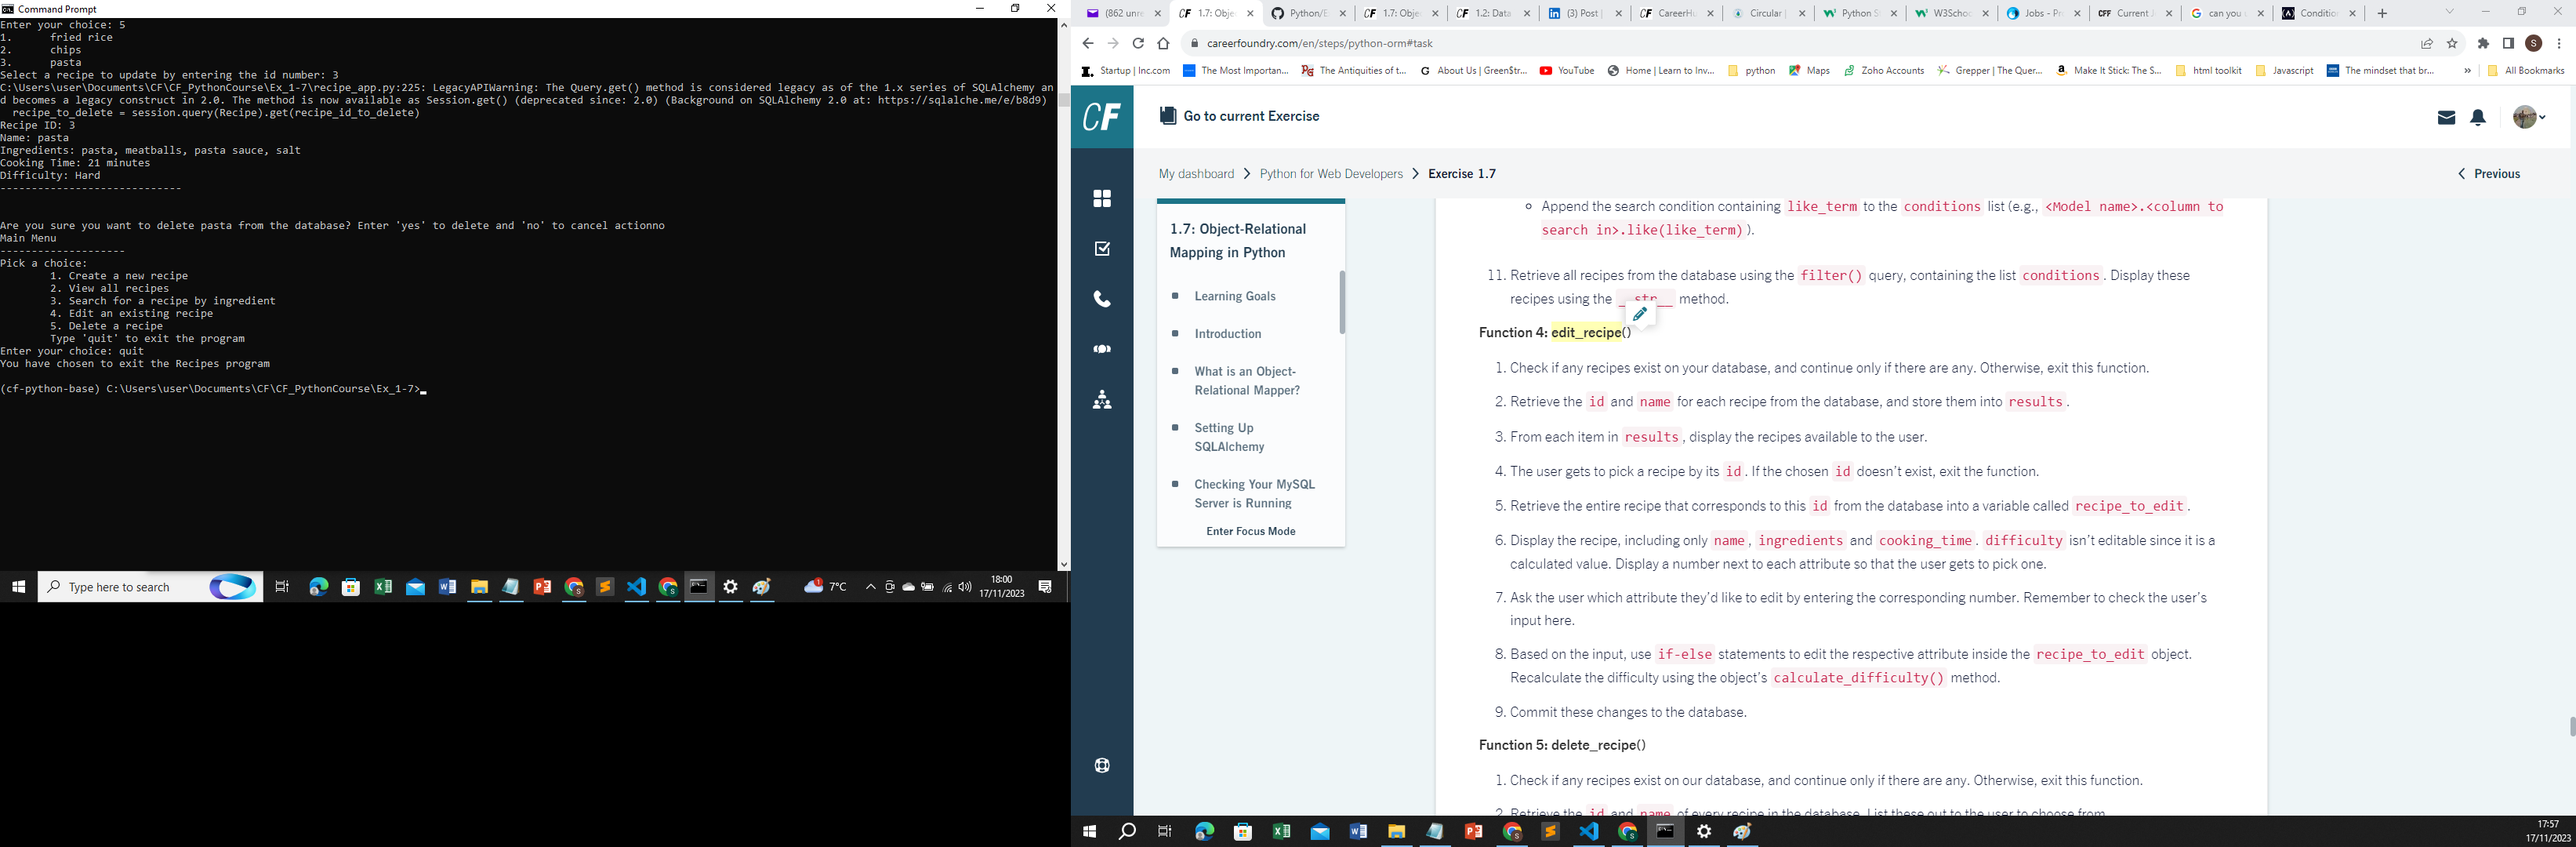 Command Prompt
Enter your choice: 5
1. fried rice
2. chips
3. pasta
Select a recipe to update by entering the id number: 3
C:\Users\user\Documents\CF\CF_PythonCourse\Ex_1-7\recipe_app.py:225: LegacyAPIWarning: The Query.get() method is considered legacy as of the 1.x series of SQLAlchemy an
d becomes a legacy construct in 2.0. The method is now available as Session.get() (deprecated since: 2.0) (Background on SQLAlchemy 2.0 at: https://sqlalche.me/e/b8d9)
recipe_to_delete = session.query(Recipe).get(recipe_id_to_delete)
Recipe ID: 3
Name: pasta
Ingredients: pasta, meatballs, pasta sauce, salt
Cooking Time: 21 minutes
Difficulty: Hard
-----------------------------
Are you sure you want to delete pasta from the database? Enter 'yes' to delete and 'no' to cancel actionno
Main Menu
--------------------
Pick a choice:
1. Create a new recipe
2. View all recipes
3. Search for a recipe by ingredient
4. Edit an existing recipe
5. Delete a recipe
Type 'quit' to exit the program
Enter your choice: quit
You have chosen to exit the Recipes program
(cf-python-base) C:\Users\user\Documents\CF\CF_PythonCourse\Ex_1-7>
Type here to search
7°C
18:00
17/11/2023
(862 unre
1.7: Obje
Python/E
1.7: Obje
1.2: Data
(3) Post |
CareerHu
Circular |
Python S
W3Schoo
Jobs - Pr
Current J
can you
Conditio
careerfoundry.com/en/steps/python-orm#task
Startup | Inc.com
The Most Importan...
The Antiquities of t...
About Us | Green$tr...
YouTube
Home | Learn to Inv...
python
Maps
Zoho Accounts
Grepper | The Quer...
Make It Stick: The S...
html toolkit
Javascript
The mindset that br...
»
All Bookmarks
CF
Go to current Exercise
My dashboard > Python for Web Developers > Exercise 1.7
Previous
1.7: Object-Relational
Mapping in Python
Learning Goals
Introduction
What is an Object-
Relational Mapper?
Setting Up
SQLAlchemy
Checking Your MySQL
Server is Running
Enter Focus Mode
Append the search condition containing like_term to the conditions list (e.g., <Model name>.<column to
search in>.like(like_term)).
11. Retrieve all recipes from the database using the filter() query, containing the list conditions. Display these
recipes using the __str__ method.
Function 4: edit_recipe()
1. Check if any recipes exist on your database, and continue only if there are any. Otherwise, exit this function.
2. Retrieve the id and name for each recipe from the database, and store them into results.
3. From each item in results, display the recipes available to the user.
4. The user gets to pick a recipe by its id. If the chosen id doesn't exist, exit the function.
5. Retrieve the entire recipe that corresponds to this id from the database into a variable called recipe_to_edit.
6. Display the recipe, including only name, ingredients and cooking_time. difficulty isn't editable since it is a
calculated value. Display a number next to each attribute so that the user gets to pick one.
7. Ask the user which attribute they'd like to edit by entering the corresponding number. Remember to check the user's
input here.
8. Based on the input, use if-else statements to edit the respective attribute inside the recipe_to_edit object.
Recalculate the difficulty using the object's calculate_difficulty() method.
9. Commit these changes to the database.
Function 5: delete_recipe()
1. Check if any recipes exist on our database, and continue only if there are any. Otherwise, exit this function.
2. Retrieve the id and name of every recipe in the database. List these out to the user to choose from.
17:57
17/11/2023